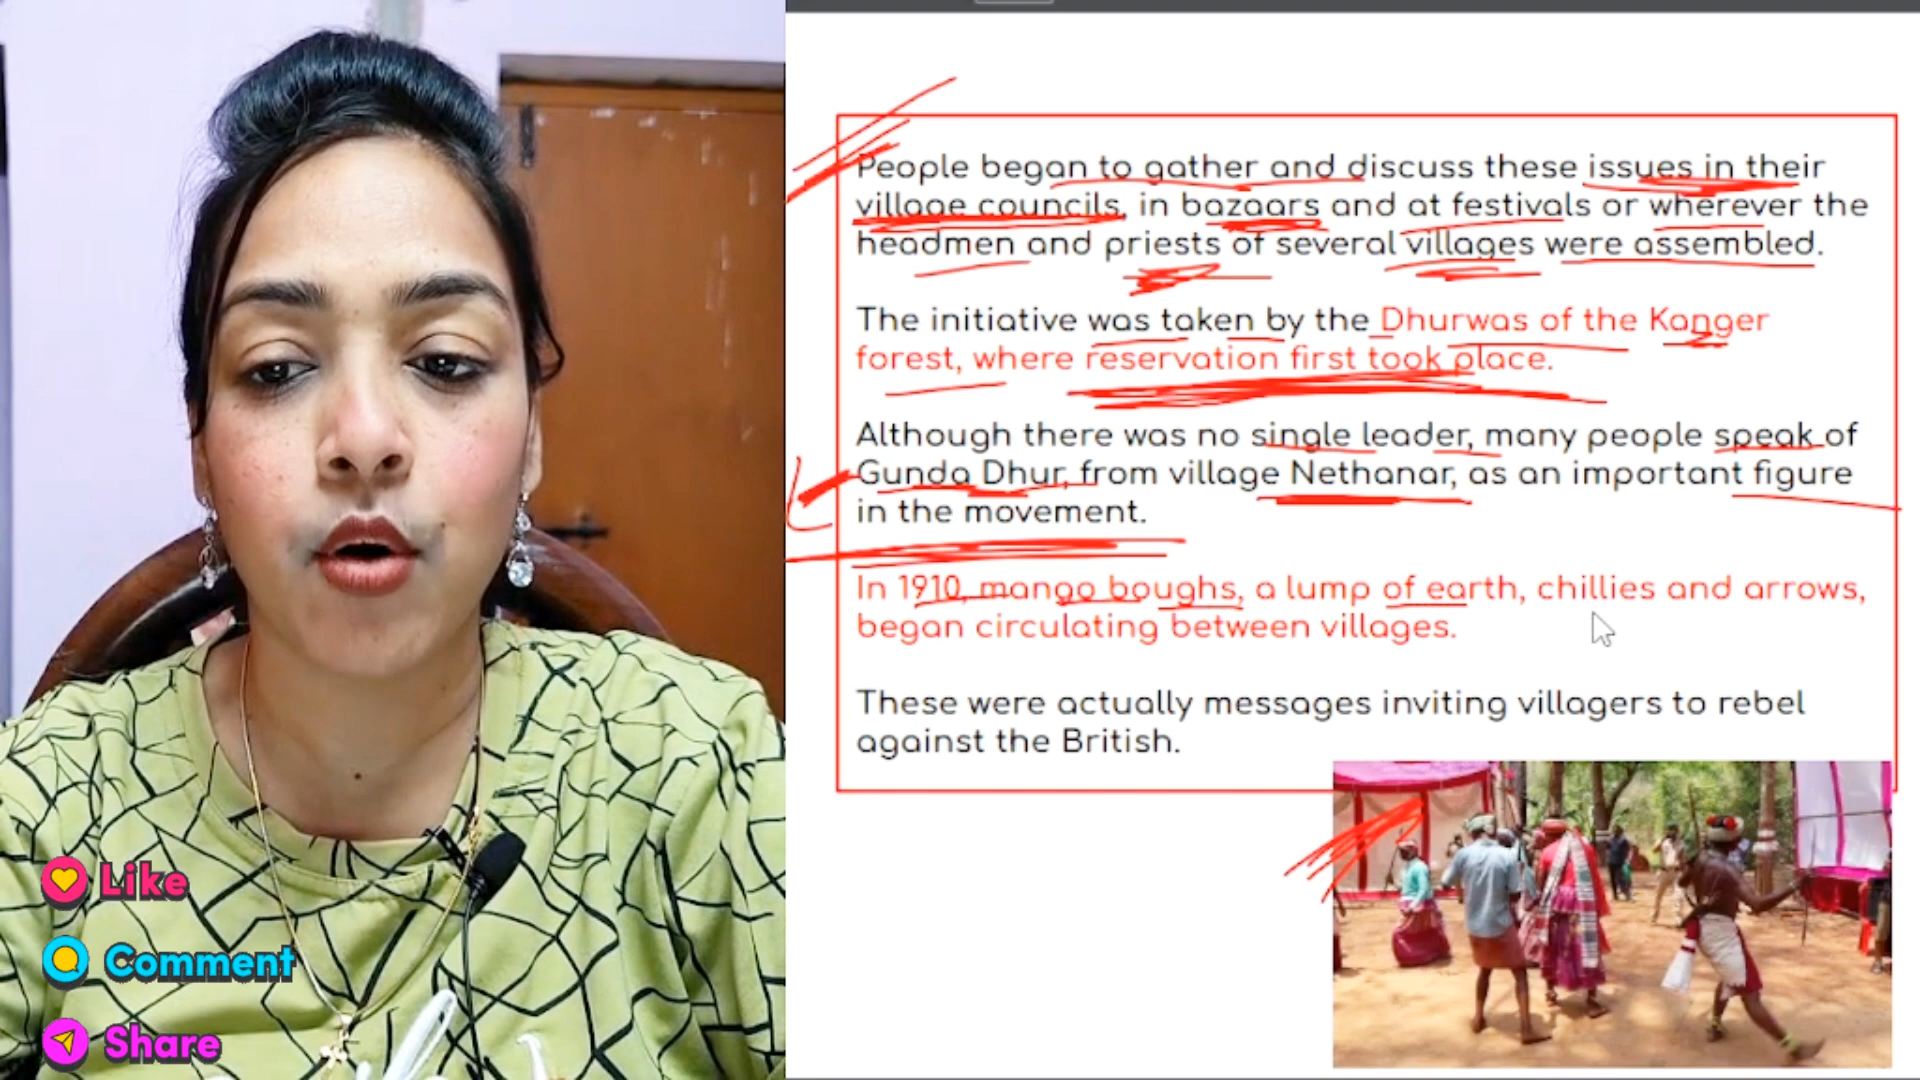 People began to gather and discuss these issues in their
village councils, in bazaars and at festivals or wherever the
headmen and priests of several villages were assembled.
The initiative was taken by the Dhurwas of the Kanger
forest, where reservation first took place.
Although there was no single leader, many people speak of
Gunda Dhur, from village Nethanar, as an important figure
in the movement.
In 1910, mango boughs, a lump of earth, chillies and arrows,
began circulating between villages.
These were actually messages inviting villagers to rebel
against the British.
Like
Comment
Share